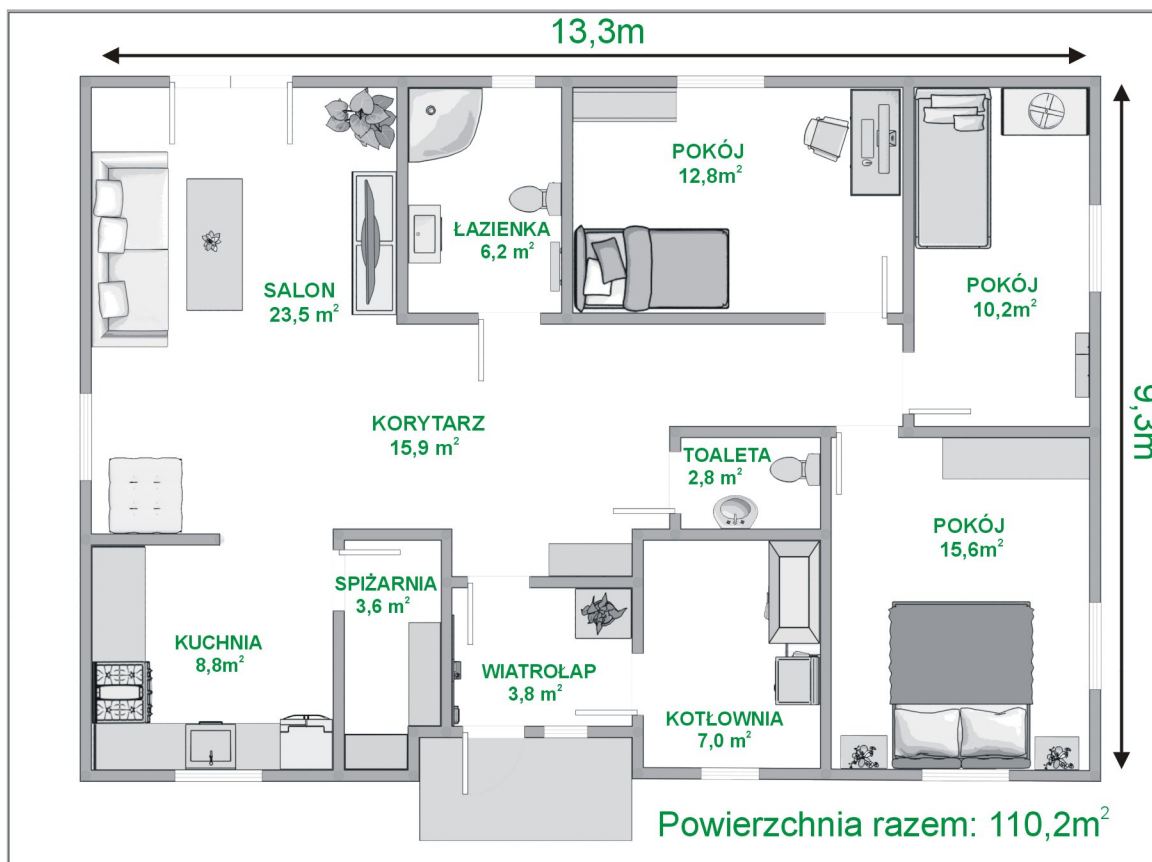 13,3m
POKÓJ
12,8m²
ŁAZIENKA
6,2 m²
SALON
23,5 m²
POKÓJ
10,2m²
9,3m
KORYTARZ
15,9 m²
TOALETA
2,8 m²
POKÓJ
15,6m²
SPIŻARNIA
3,6 m²
KUCHNIA
8,8m²
WIATROŁAP
3,8 m²
KOTŁOWNIA
7,0 m²
Powierzchnia razem: 110,2m²